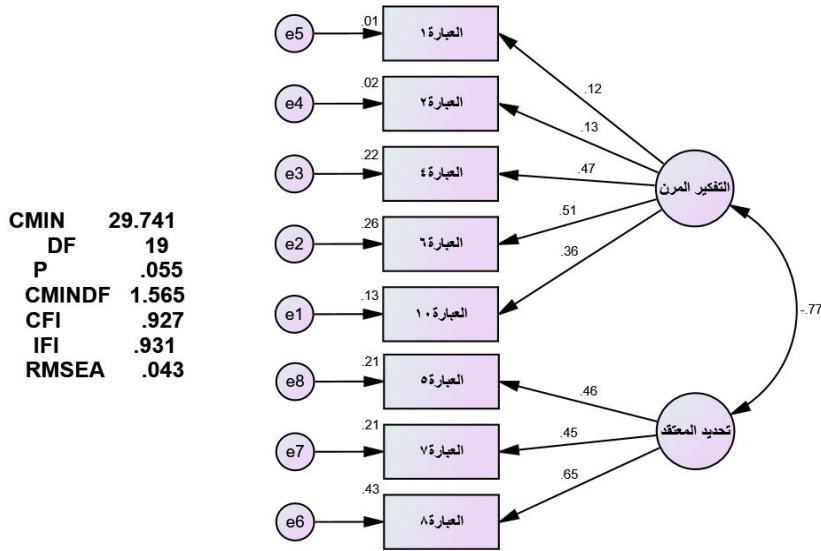 CMIN 29.741
DF 19
P .055
CMINDF 1.565
CFI .927
IFI .931
RMSEA .043
e5 .01 العبارة١ .12
e4 .02 العبارة٢ .13
e3 .22 العبارة٤ .47
التفكير المرن
e2 .26 العبارة٦ .51
e1 .13 العبارة١٠ .36
-.77
e8 .21 العبارة٥ .46
e7 .21 العبارة٧ .45
تحديد المعتقد
e6 .43 العبارة٨ .65